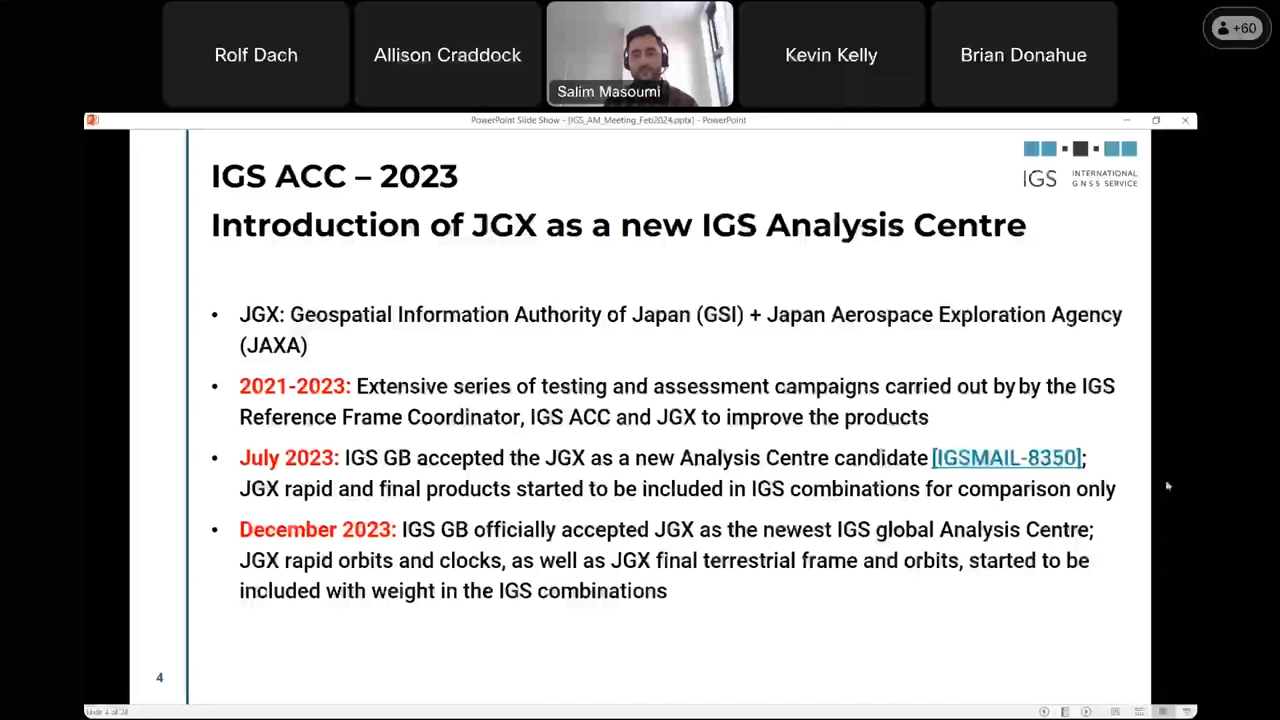 Rolf Dach
Allison Craddock
Salim Masoumi
Kevin Kelly
Brian Donahue
+60
PowerPoint Slide Show - [IGS_AM_Meeting_Feb2024.pptx] - PowerPoint
IGS ACC – 2023
IGS
INTERNATIONAL
GNSS SERVICE
Introduction of JGX as a new IGS Analysis Centre
• JGX: Geospatial Information Authority of Japan (GSI) + Japan Aerospace Exploration Agency
(JAXA)
• 2021-2023: Extensive series of testing and assessment campaigns carried out by by the IGS
Reference Frame Coordinator, IGS ACC and JGX to improve the products
• July 2023: IGS GB accepted the JGX as a new Analysis Centre candidate [IGSMAIL-8350];
JGX rapid and final products started to be included in IGS combinations for comparison only
• December 2023: IGS GB officially accepted JGX as the newest IGS global Analysis Centre;
JGX rapid orbits and clocks, as well as JGX final terrestrial frame and orbits, started to be
included with weight in the IGS combinations
4
Slide 4 of 28